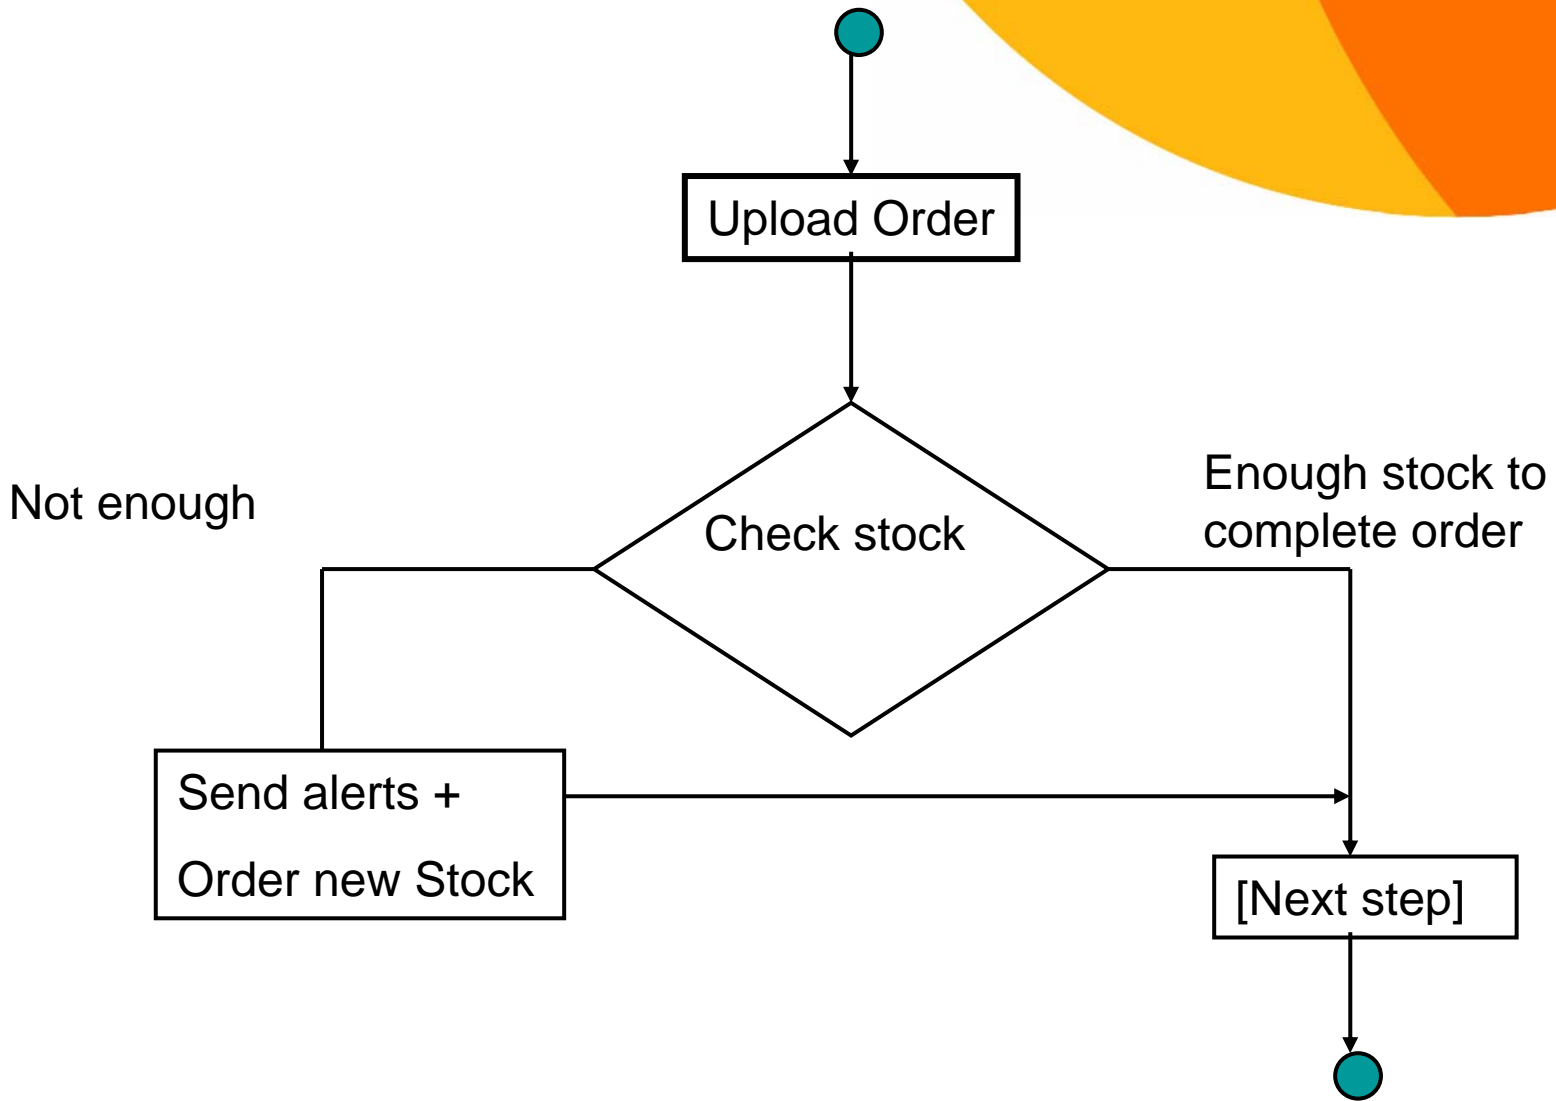 Upload Order
Not enough
Check stock
Enough stock to
complete order
Send alerts +
Order new Stock
[Next step]